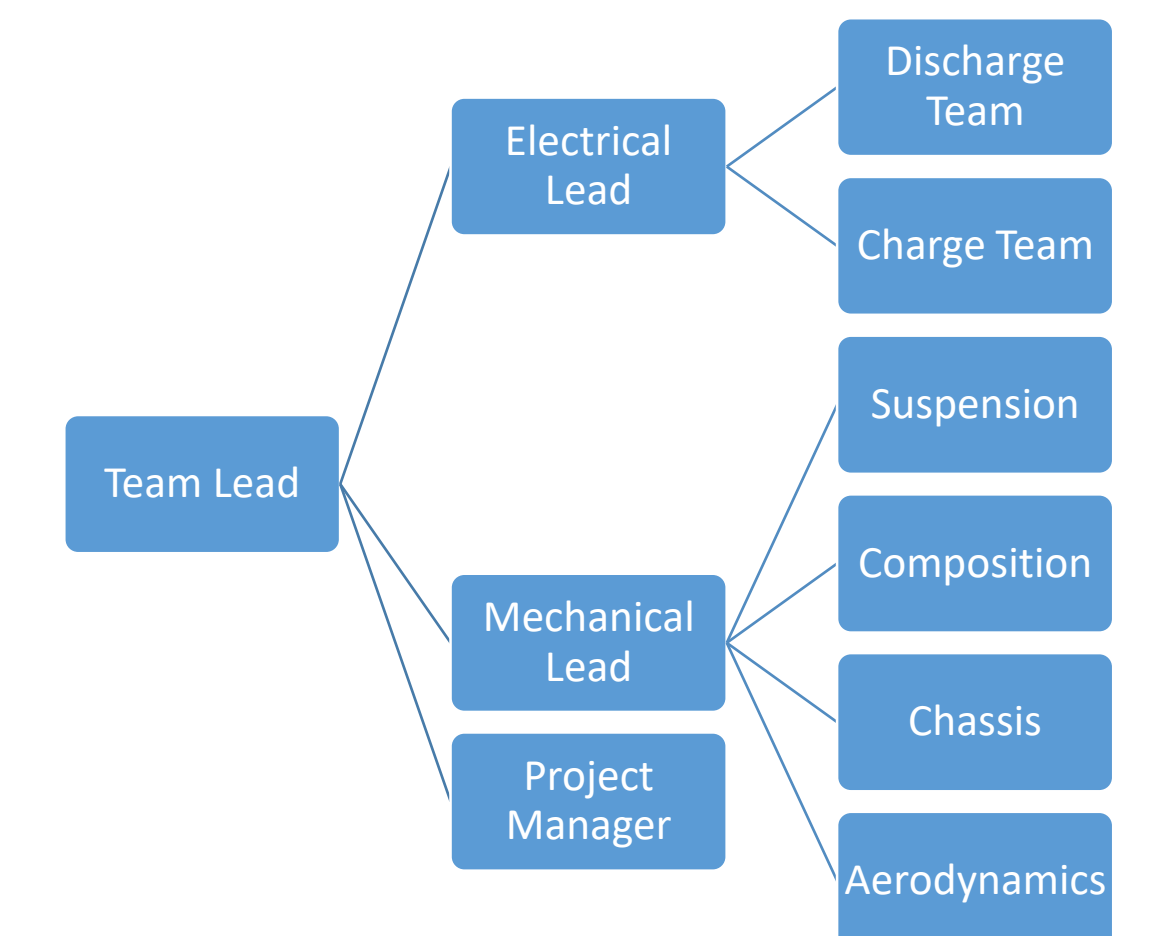 Team Lead
Electrical
Lead
Discharge
Team
Charge Team
Mechanical
Lead
Suspension
Composition
Chassis
Aerodynamics
Project
Manager